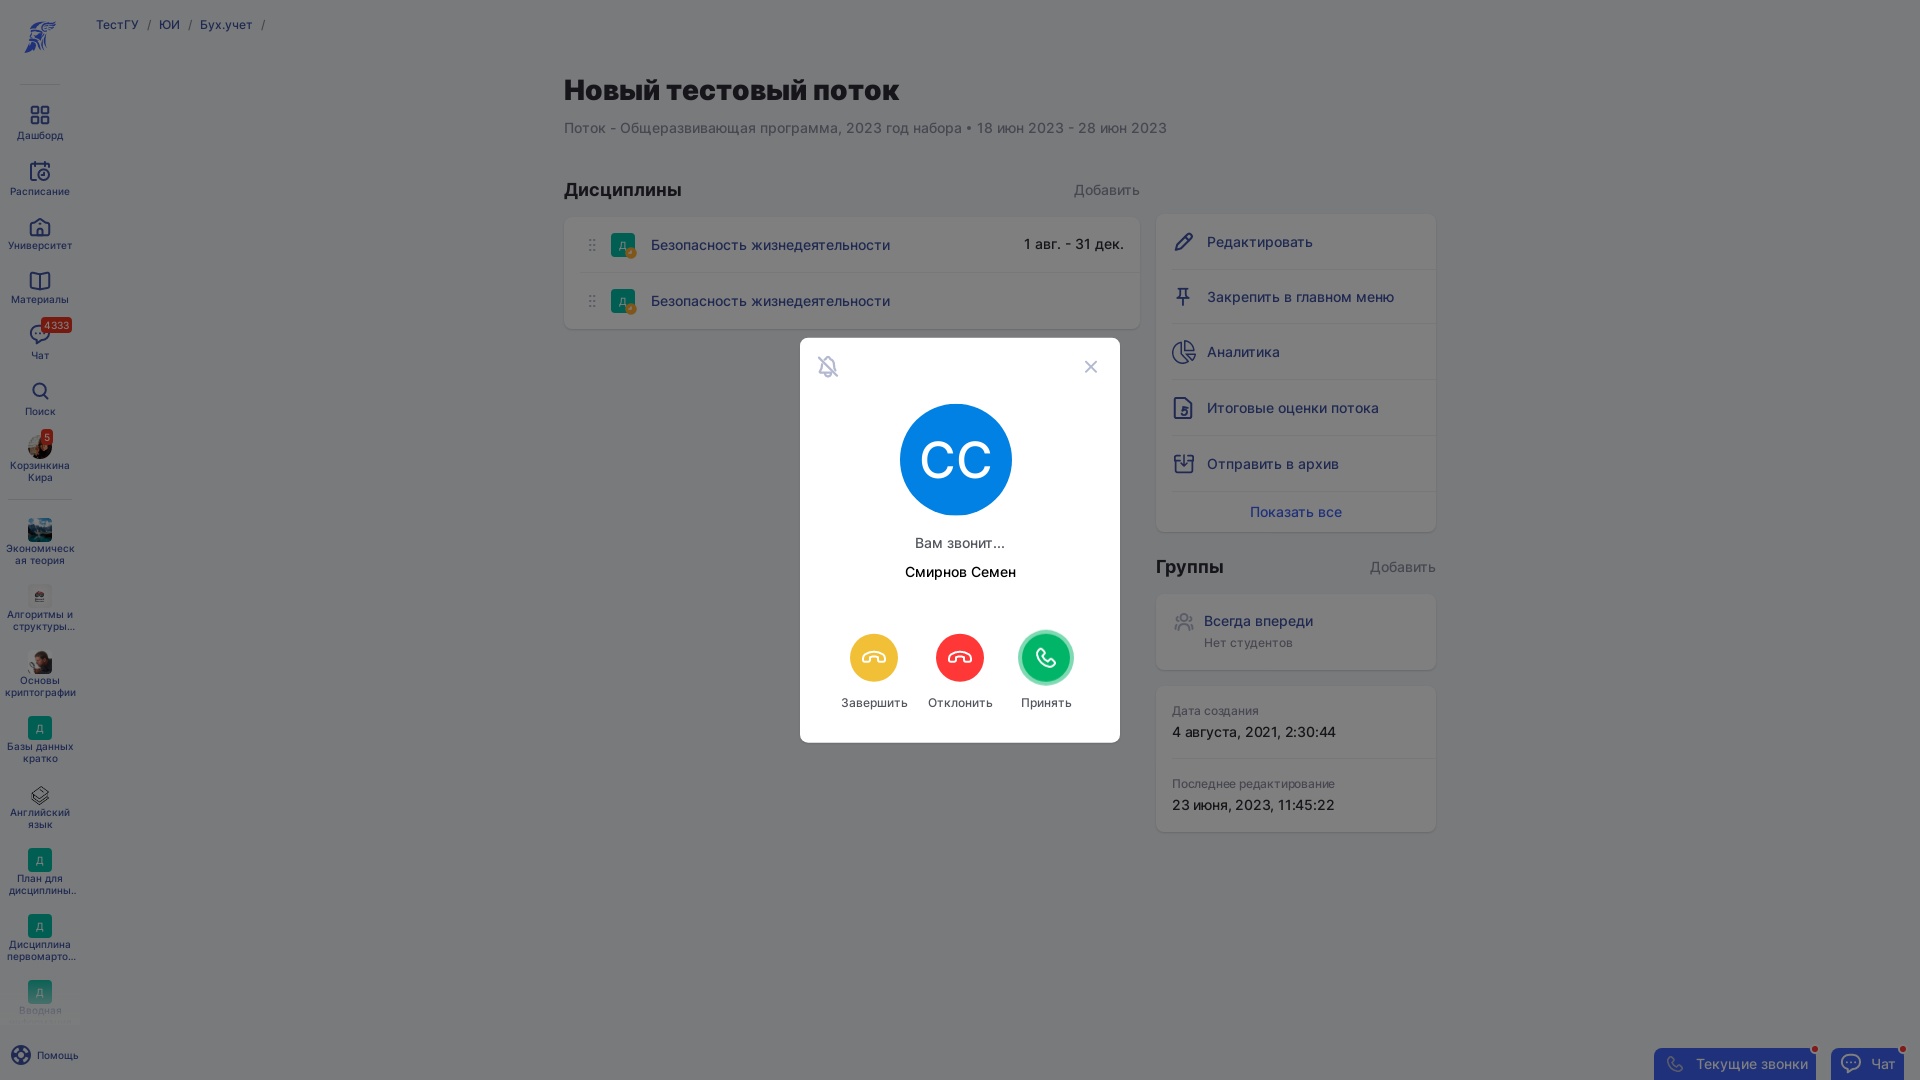 ТестГУ / ЮИ / Бух.учет /
Дашборд
Расписание
Университет
Материалы
4333
Чат
Поиск
5
Корзинкина
Кира
Экономическ
ая теория
Алгоритмы и
структуры...
Основы
криптографии
Д
Базы данных
кратко
Английский
язык
Д
План для
дисциплины..
Д
Дисциплина
первомарто...
Д
Вводная
Помощь
Новый тестовый поток
Поток - Общеразвивающая программа, 2023 год набора • 18 июн 2023 - 28 июн 2023
Дисциплины
Добавить
Д
Безопасность жизнедеятельности
1 авг. - 31 дек.
Д
Безопасность жизнедеятельности
Редактировать
Закрепить в главном меню
Аналитика
5
Итоговые оценки потока
Отправить в архив
Показать все
Группы
Добавить
Всегда впереди
Нет студентов
Дата создания
4 августа, 2021, 2:30:44
Последнее редактирование
23 июня, 2023, 11:45:22
СС
Вам звонит...
Смирнов Семен
Завершить
Отклонить
Принять
Текущие звонки
Чат